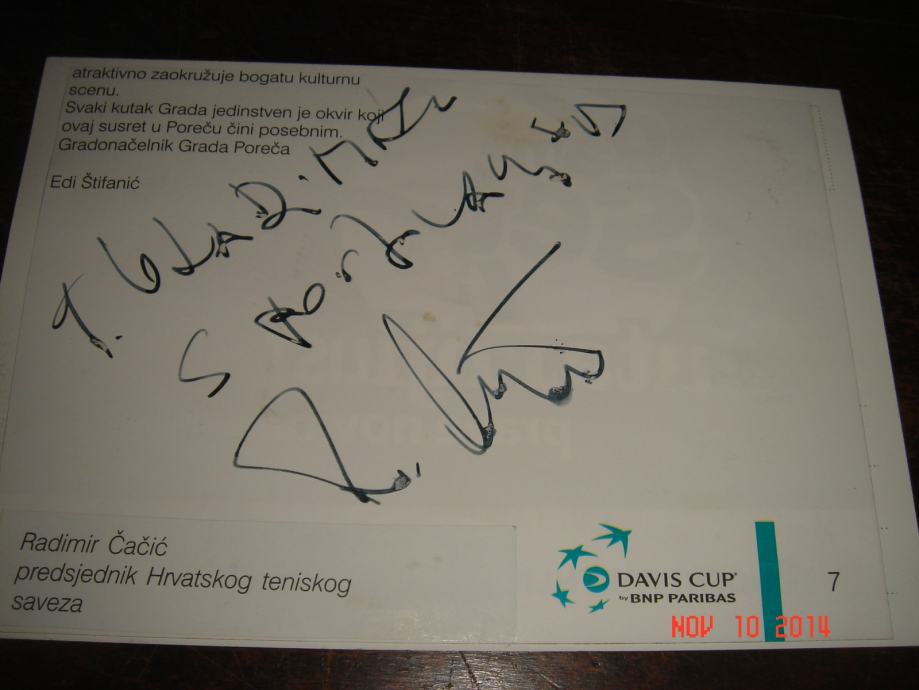 atraktivno zaokružuje bogatu kulturnu
scenu.
Svaki kutak Grada jedinstven je okvir koji
ovaj susret u Poreču čini posebnim.
Gradonačelnik Grada Poreča
Edi Štifanić
Radimir Čačić
predsjednik Hrvatskog teniskog
saveza
DAVIS CUP
by BNP PARIBAS
7
NOV 10 2014